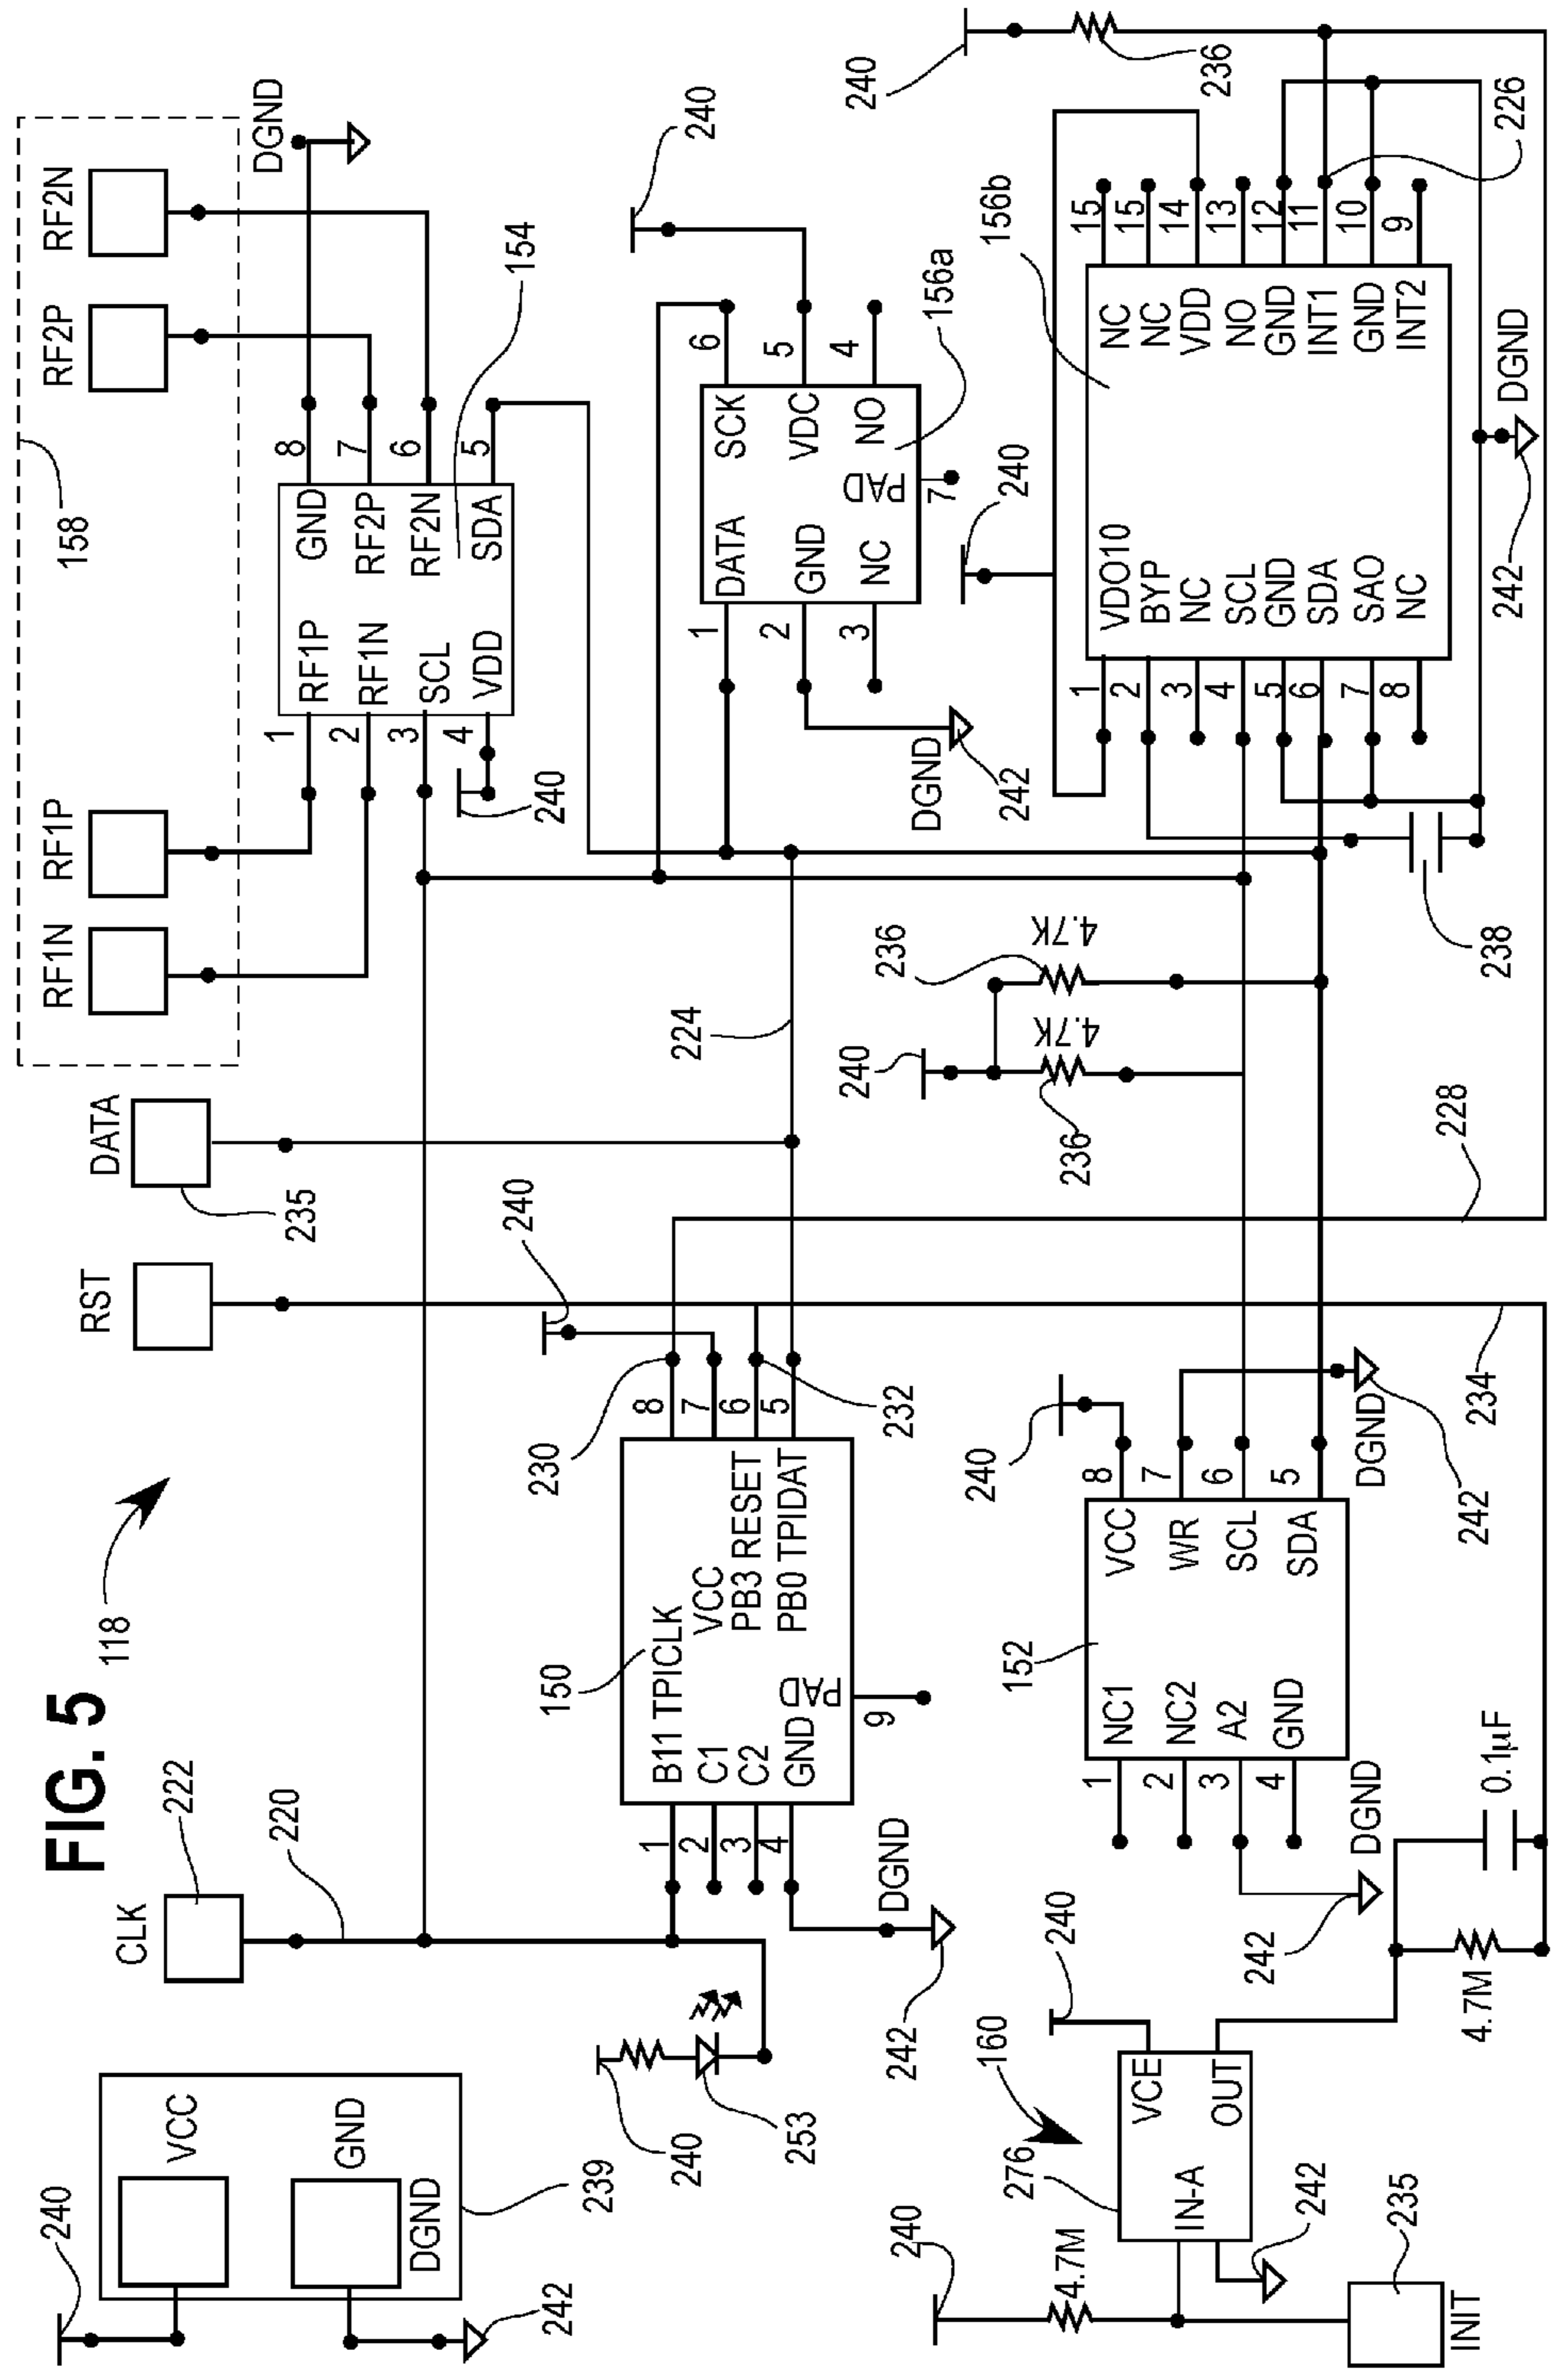 FIG. 5
118
240
VCC
GND
DGND
239
242
CLK
222
220
RST
DATA
235
158
RF1N
RF1P
RF2P
RF2N
DGND
154
1
2
3
4
RF1P
RF1N
SCL
VDD
GND
RF2P
RF2N
SDA
8
7
6
5
240
240
253
150
1
2
3
4
B11 TPICLK
C1
C2
GND
VCC
PB3 RESET
PB0 TPIDAT
PAD
9
8
7
6
5
230
232
240
DGND
242
224
156a
1
2
3
DATA
GND
NC
SCK
VDC
NO
PAD
7
6
5
4
240
DGND
242
240
236
4.7K
236
4.7K
228
234
152
1
2
3
4
NC1
NC2
A2
GND
VCC
WR
SCL
SDA
8
7
6
5
240
DGND
242
DGND
242
156b
1
2
3
4
5
6
7
8
VDO10
BYP
NC
SCL
GND
SDA
SAO
NC
NC
NC
VDD
NO
GND
INT1
GND
INT2
15
15
14
13
12
11
10
9
240
240
236
226
238
DGND
242
160
276
240
VCE
OUT
IN-A
240
4.7M
242
235
INIT
4.7M
0.1µF